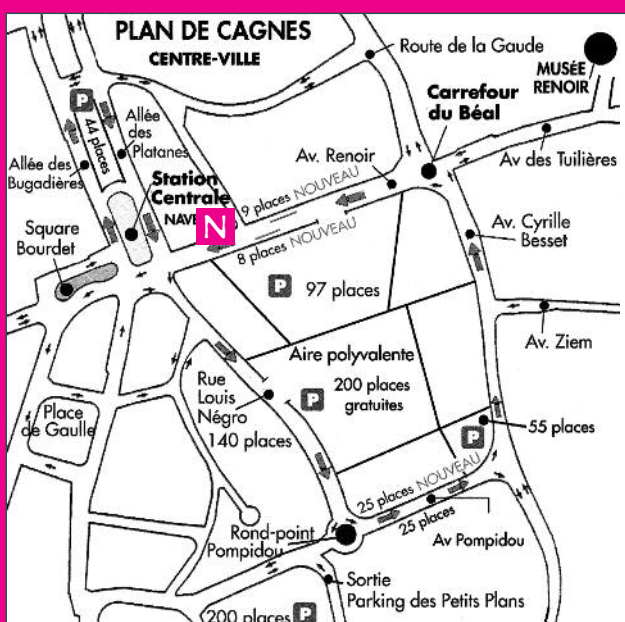 PLAN DE CAGNES
CENTRE-VILLE
Route de la Gaude
MUSÉE
RENOIR
P
44 places
Allée
des
Platanes
Carrefour
du Béal
Allée des
Bugadières
Station
Centrale
N
Av. Renoir
9 places NOUVEAU
8 places NOUVEAU
Av des Tuilières
Square
Bourdet
Av. Cyrille
Besset
P 97 places
Av. Ziem
Aire polyvalente
P 200 places
gratuites
Rue
Louis
Négro
140 places
Place
de Gaulle
55 places
P
25 places NOUVEAU
25 places
Av Pompidou
Rond-point
Pompidou
Sortie
Parking des Petits Plans
200 places P